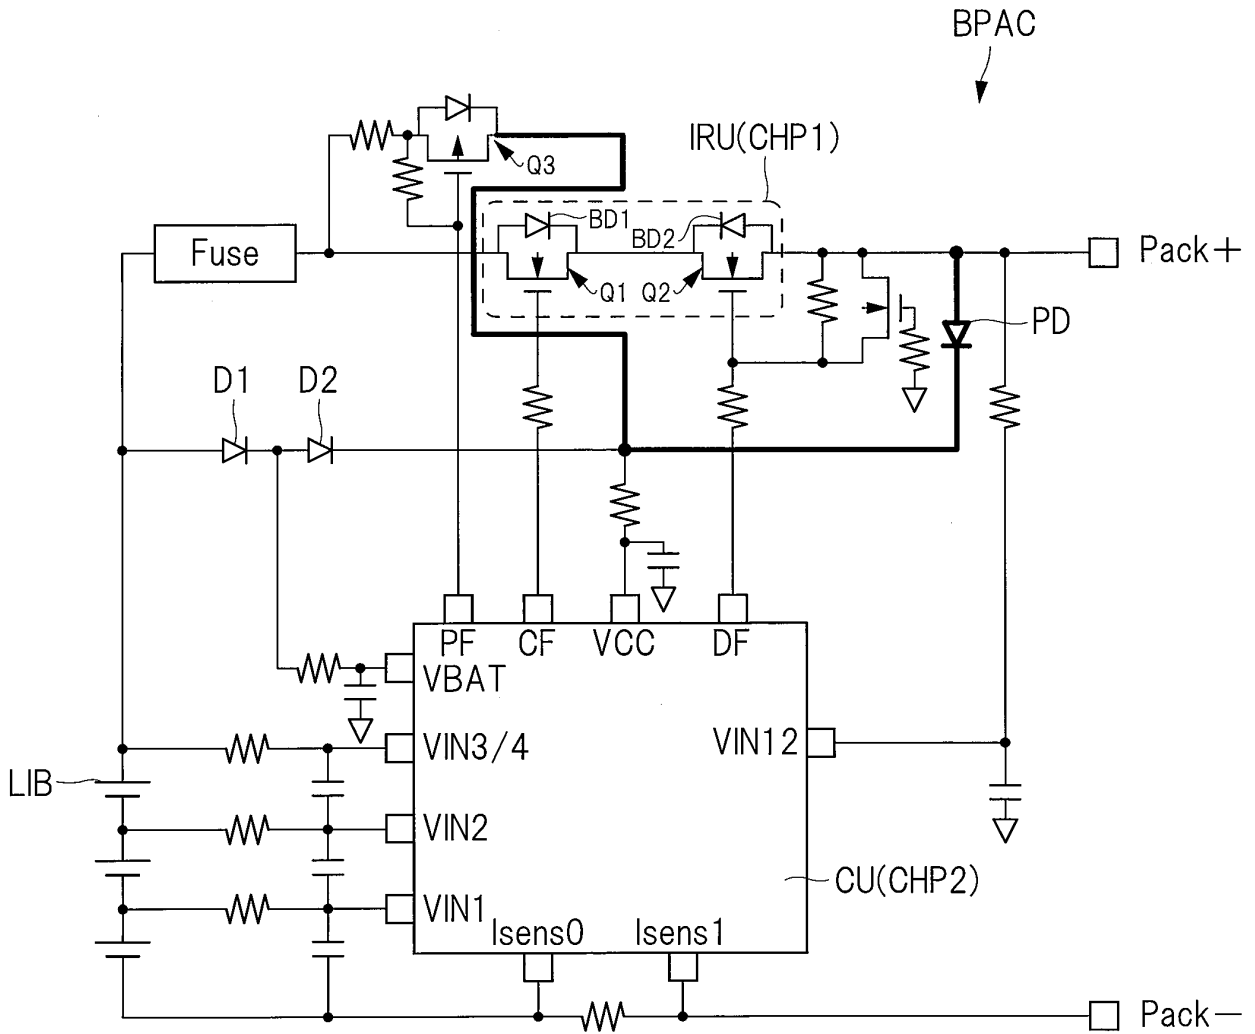 BPAC
IRU(CHP1)
Q3
BD1
BD2
Fuse
Q1
Q2
Pack+
PD
D1
D2
PF
CF
VCC
DF
VBAT
VIN3/4
VIN12
LIB
VIN2
CU(CHP2)
VIN1
Isens0
Isens1
Pack-